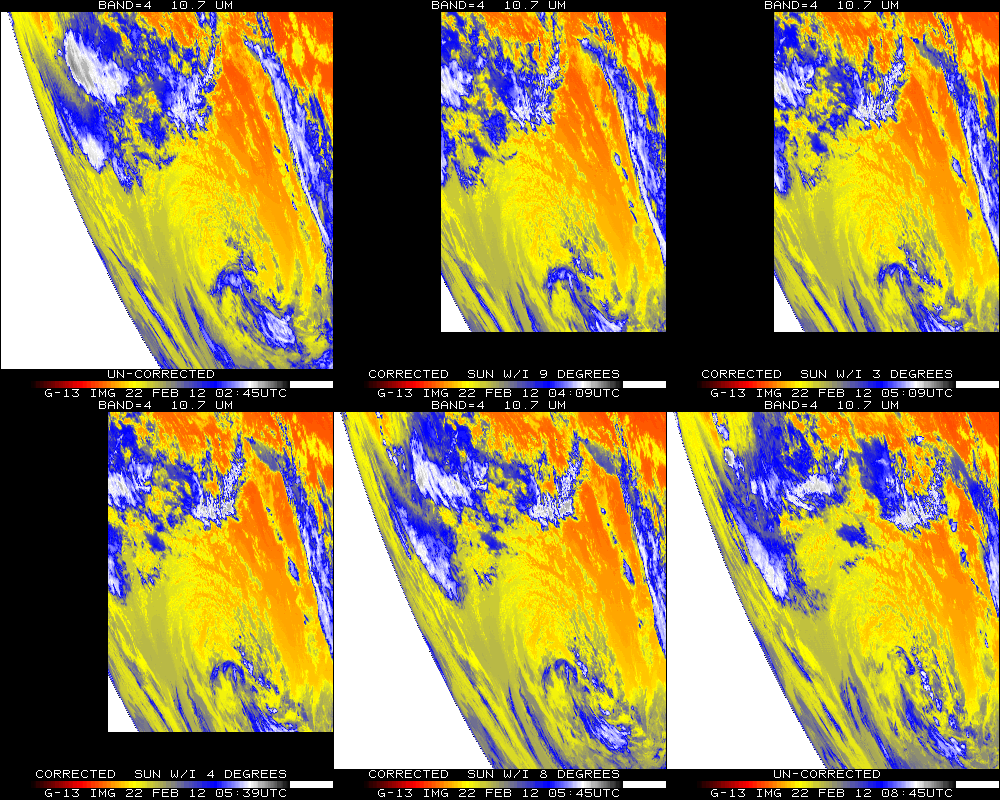 BAND=4 10.7 UM
BAND=4 10.7 UM
BAND=4 10.7 UM
UN-CORRECTED
CORRECTED SUN W/I 9 DEGREES
CORRECTED SUN W/I 3 DEGREES
G-13 IMG 22 FEB 12 02:45UTC
G-13 IMG 22 FEB 12 04:09UTC
G-13 IMG 22 FEB 12 05:09UTC
BAND=4 10.7 UM
BAND=4 10.7 UM
BAND=4 10.7 UM
CORRECTED SUN W/I 4 DEGREES
CORRECTED SUN W/I 8 DEGREES
UN-CORRECTED
G-13 IMG 22 FEB 12 05:39UTC
G-13 IMG 22 FEB 12 05:45UTC
G-13 IMG 22 FEB 12 08:45UTC